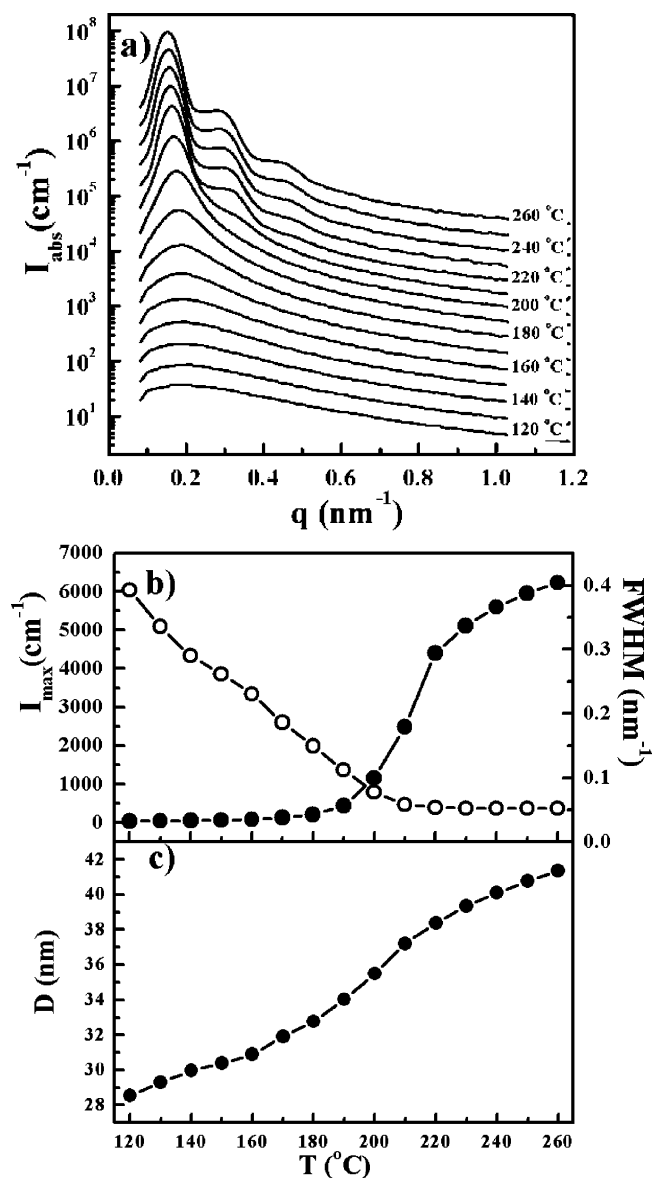 a)
10^8
10^7
10^6
10^5
10^4
10^3
10^2
10^1
I_abs (cm^-1)
260 °C
240 °C
220 °C
200 °C
180 °C
160 °C
140 °C
120 °C
0.0 0.2 0.4 0.6 0.8 1.0 1.2
q (nm^-1)
b)
7000
6000
5000
4000
3000
2000
1000
0
I_max (cm^-1)
0.4
0.3
0.2
0.1
0.0
FWHM (nm^-1)
c)
42
40
38
36
34
32
30
28
D (nm)
120 140 160 180 200 220 240 260
T (°C)